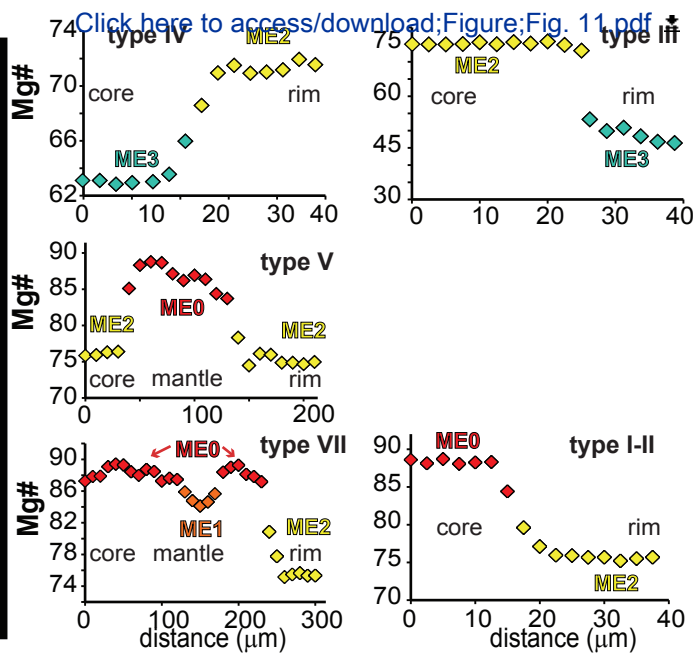 Click here to access/download;Figure;Fig. 11.pdf
type IV
ME2
74
70
66
62
Mg#
core
rim
ME3
0 10 20 30 40
type III
75
60
45
30
ME2
core
rim
ME3
0 10 20 30 40
type V
90
85
80
75
70
Mg#
ME0
ME2
ME2
core mantle rim
0 100 200
type VII
ME0
90
86
82
78
74
Mg#
ME1
ME2
core mantle rim
0 100 200 300
distance (μm)
type I-II
ME0
90
85
80
75
70
core
rim
ME2
0 10 20 30 40
distance (μm)